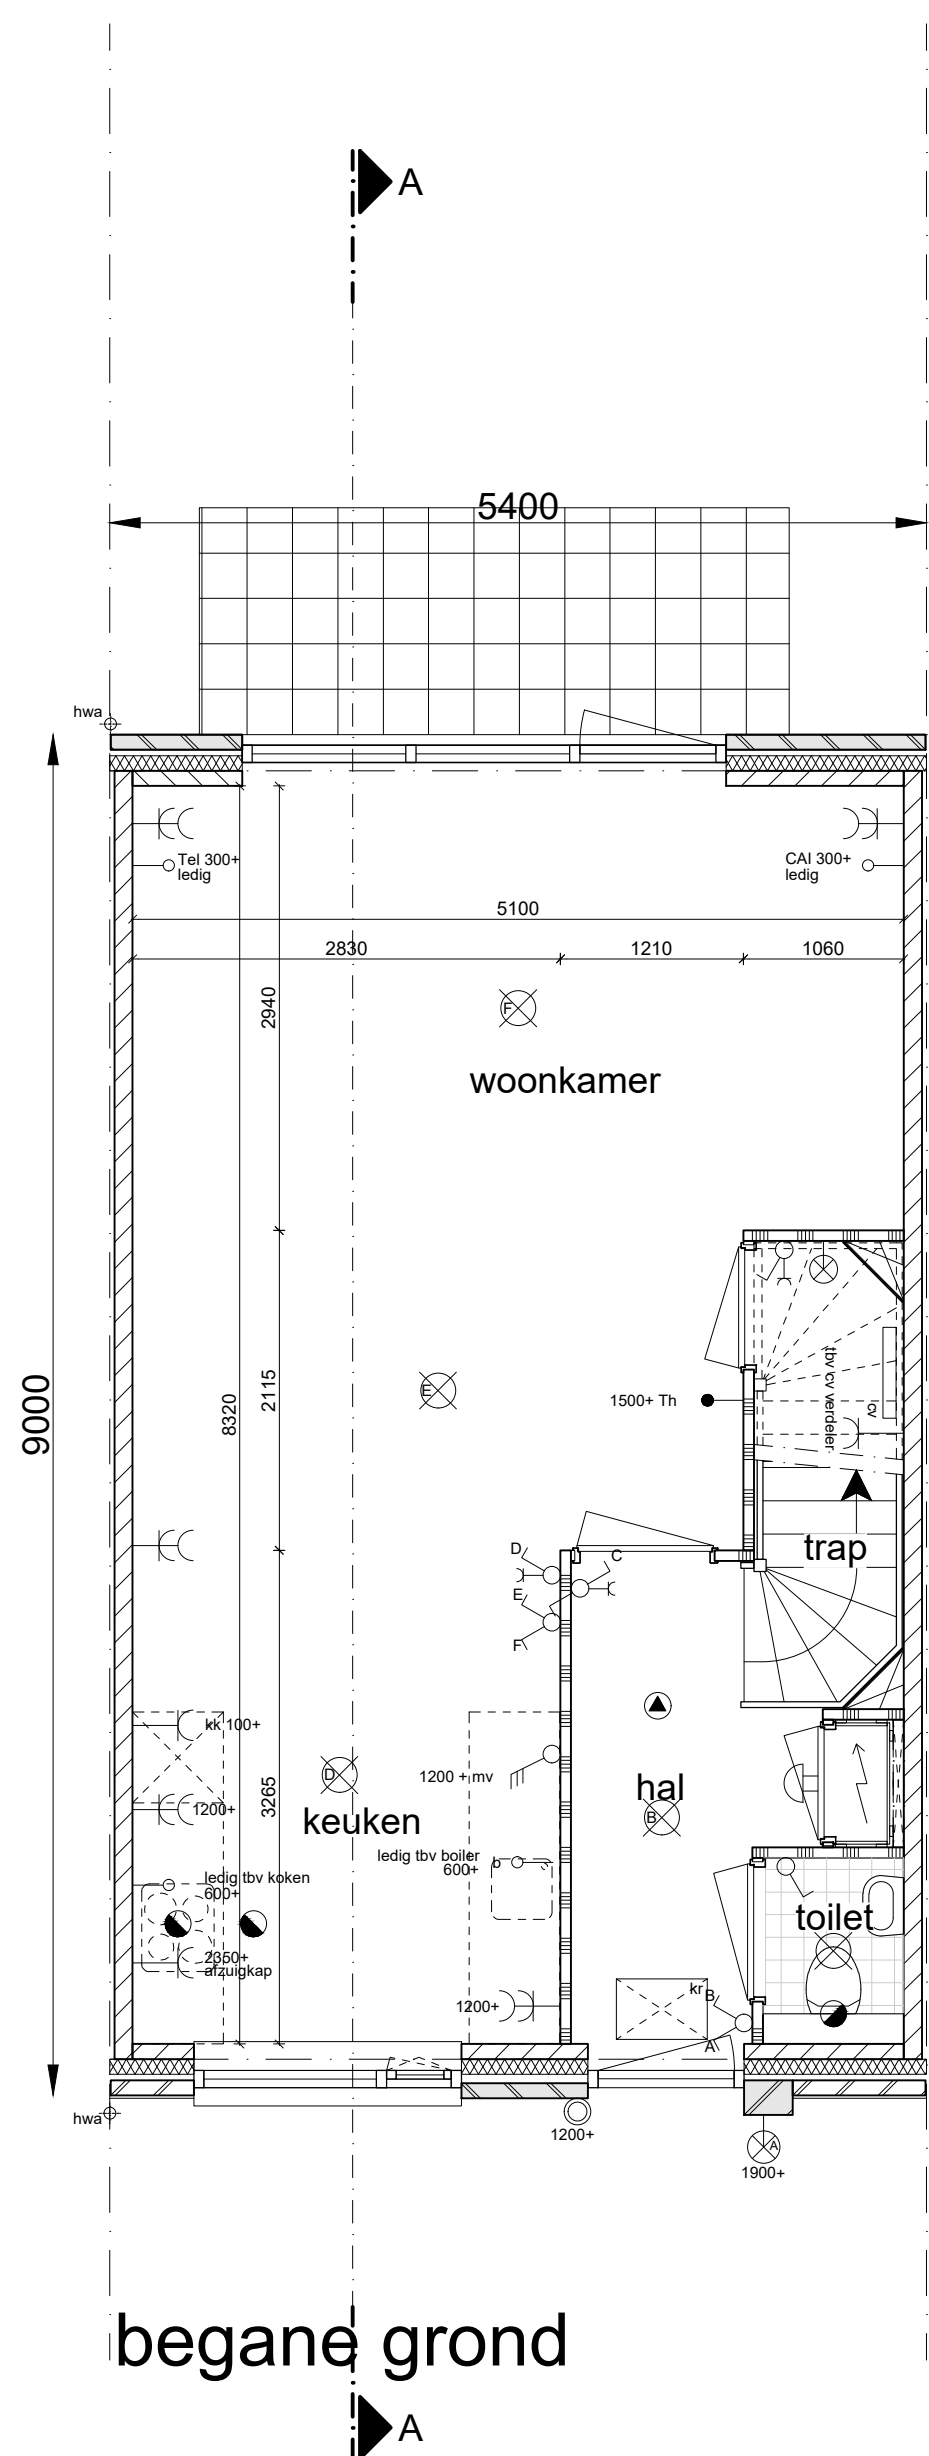 A
5400
hwa
Tel 300+
ledig
CAI 300+
ledig
5100
2830
1210
1060
2940
F
woonkamer
9000
8320
2115
E
1500+ Th
tbv cv verdeler
cv
trap
D
C
E
F
kk 100+
D
1200 + mv
1200+
3265
keuken
hal
B
ledig tbv boiler
600+
b
ledig tbv koken
600+
toilet
2350+
afzuigkap
1200+
kr
B
A
hwa
1200+
A
1900+
begane grond
A